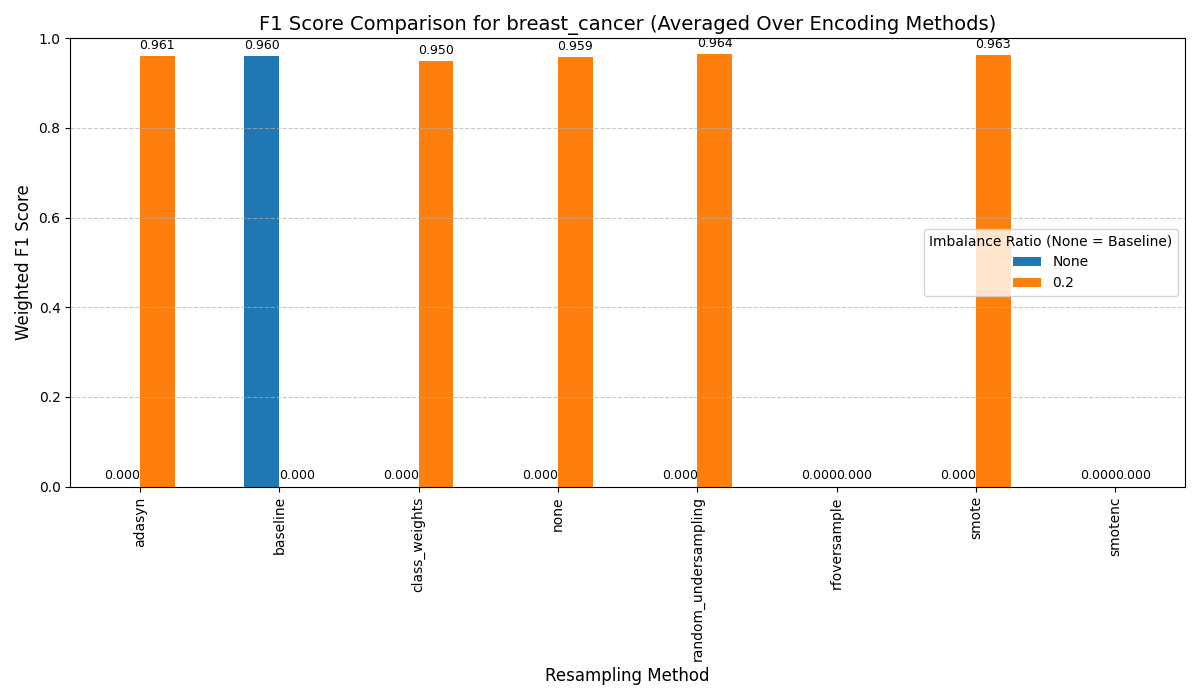 F1 Score Comparison for breast_cancer (Averaged Over Encoding Methods)
Weighted F1 Score
1.0
0.8
0.6
0.4
0.2
0.0
0.961
0.960
0.950
0.959
0.964
0.963
0.000
0.000
0.000
0.000
0.000
0.0000.000
0.000
0.0000.000
Imbalance Ratio (None = Baseline)
None
0.2
adasyn
baseline
class_weights
none
random_undersampling
rfoversample
smote
smotenc
Resampling Method